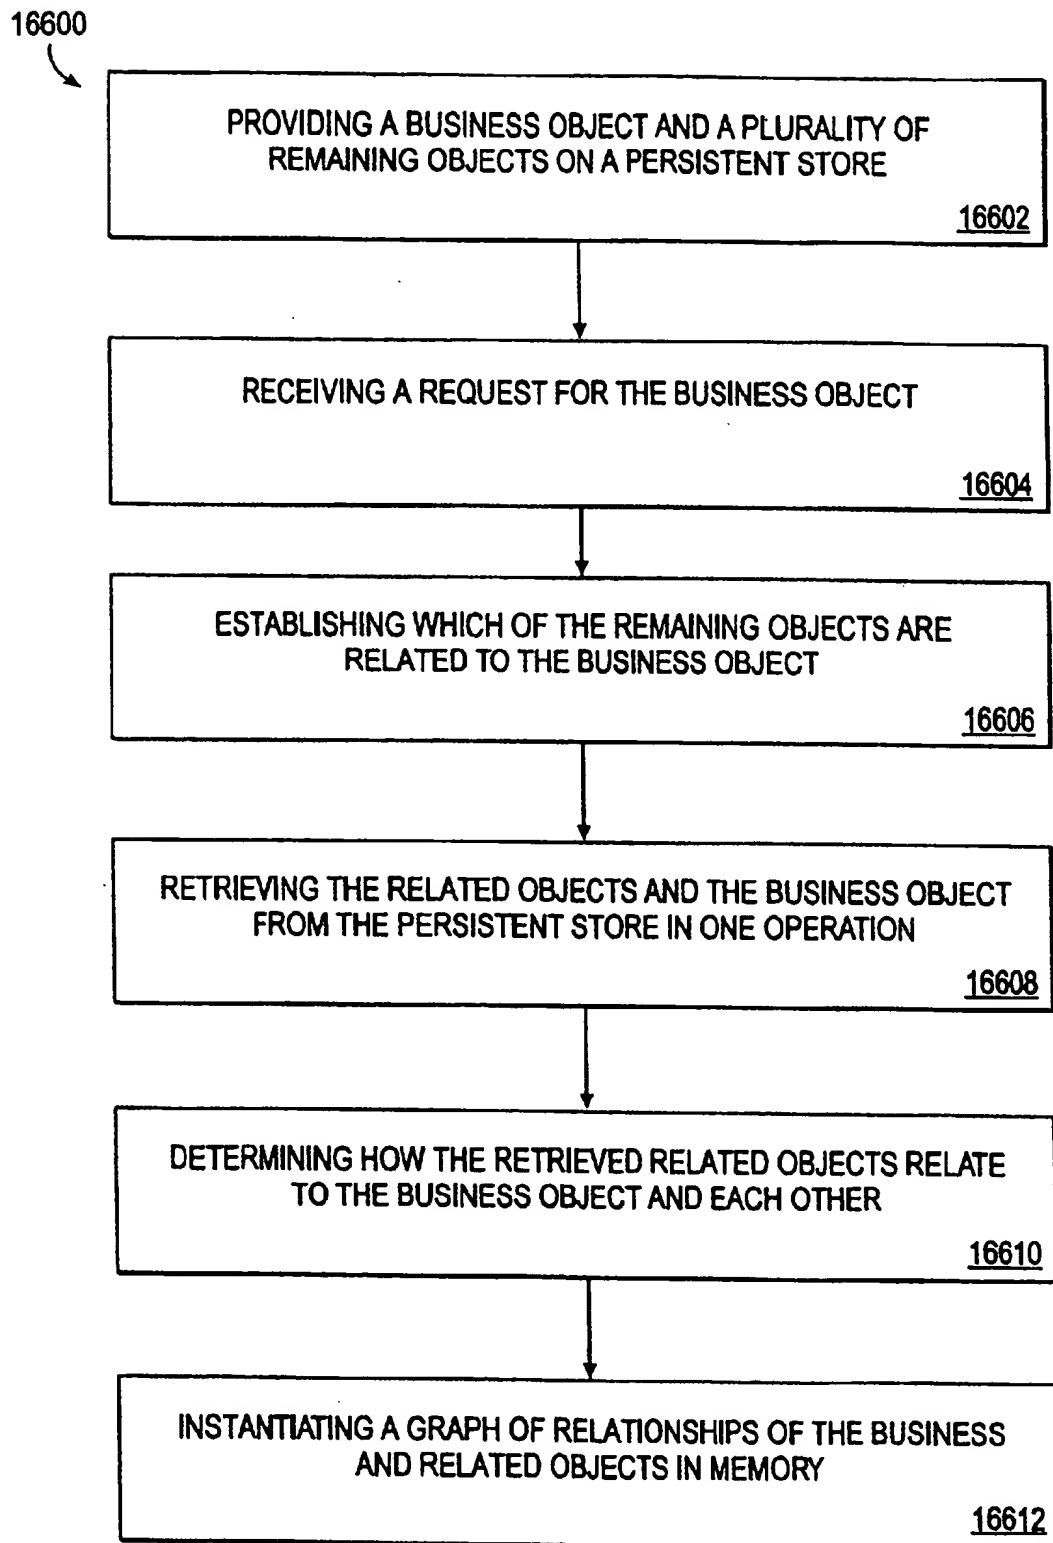 16600
PROVIDING A BUSINESS OBJECT AND A PLURALITY OF
REMAINING OBJECTS ON A PERSISTENT STORE
16602
RECEIVING A REQUEST FOR THE BUSINESS OBJECT
16604
ESTABLISHING WHICH OF THE REMAINING OBJECTS ARE
RELATED TO THE BUSINESS OBJECT
16606
RETRIEVING THE RELATED OBJECTS AND THE BUSINESS OBJECT
FROM THE PERSISTENT STORE IN ONE OPERATION
16608
DETERMINING HOW THE RETRIEVED RELATED OBJECTS RELATE
TO THE BUSINESS OBJECT AND EACH OTHER
16610
INSTANTIATING A GRAPH OF RELATIONSHIPS OF THE BUSINESS
AND RELATED OBJECTS IN MEMORY
16612